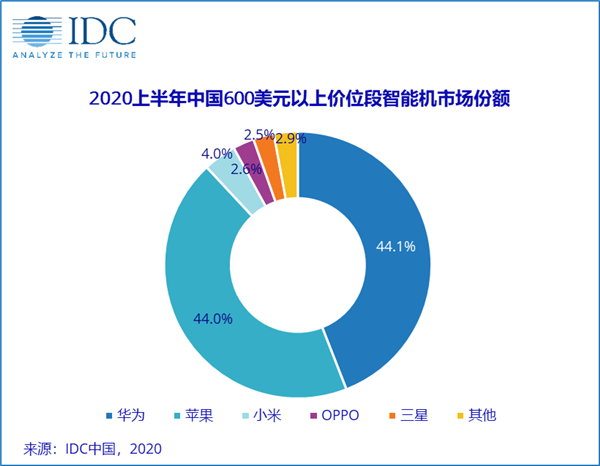 IDC
ANALYZE THE FUTURE
2020上半年中国600美元以上价位段智能机市场份额
2.5%
2.9%
4.0%
2.6%
44.1%
44.0%
华为 苹果 小米 OPPO 三星 其他
来源：IDC中国，2020